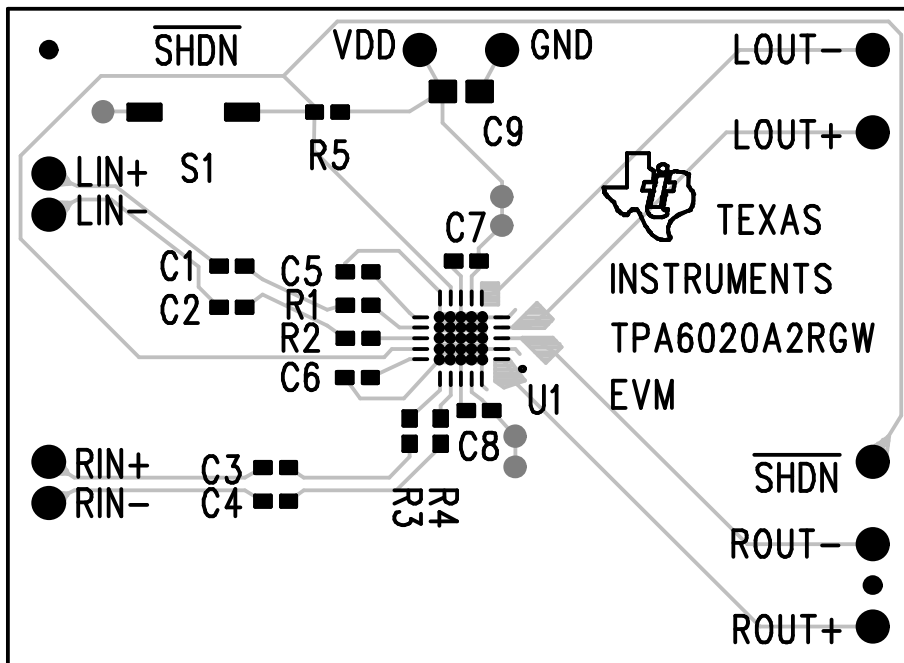 SHDN
VDD
GND
LOUT-
C9
LOUT+
R5
S1
LIN+
LIN-
TEXAS
C7
C1
C5
INSTRUMENTS
C2
R1
R2
TPA6020A2RGW
C6
U1
EVM
C8
RIN+
C3
SHDN
RIN-
C4
R3
R4
ROUT-
ROUT+